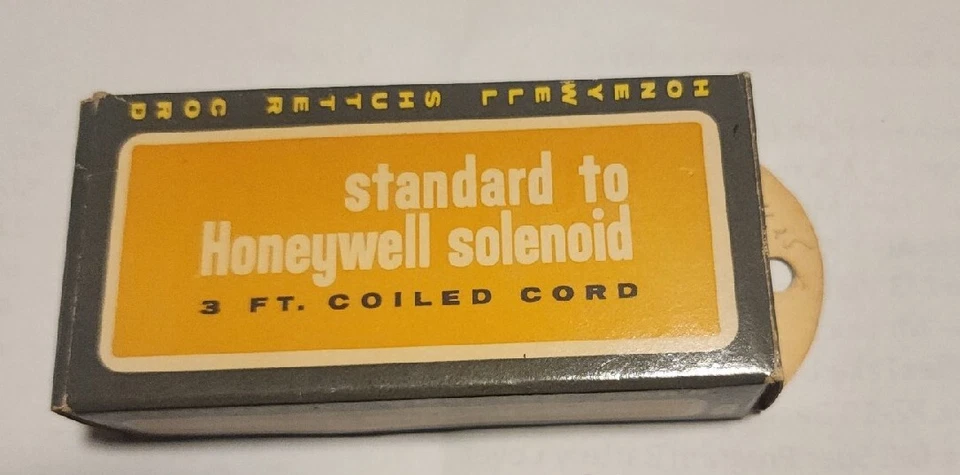 HONEYWELL SHUTTER CORD
standard to
Honeywell solenoid
3 FT. COILED CORD